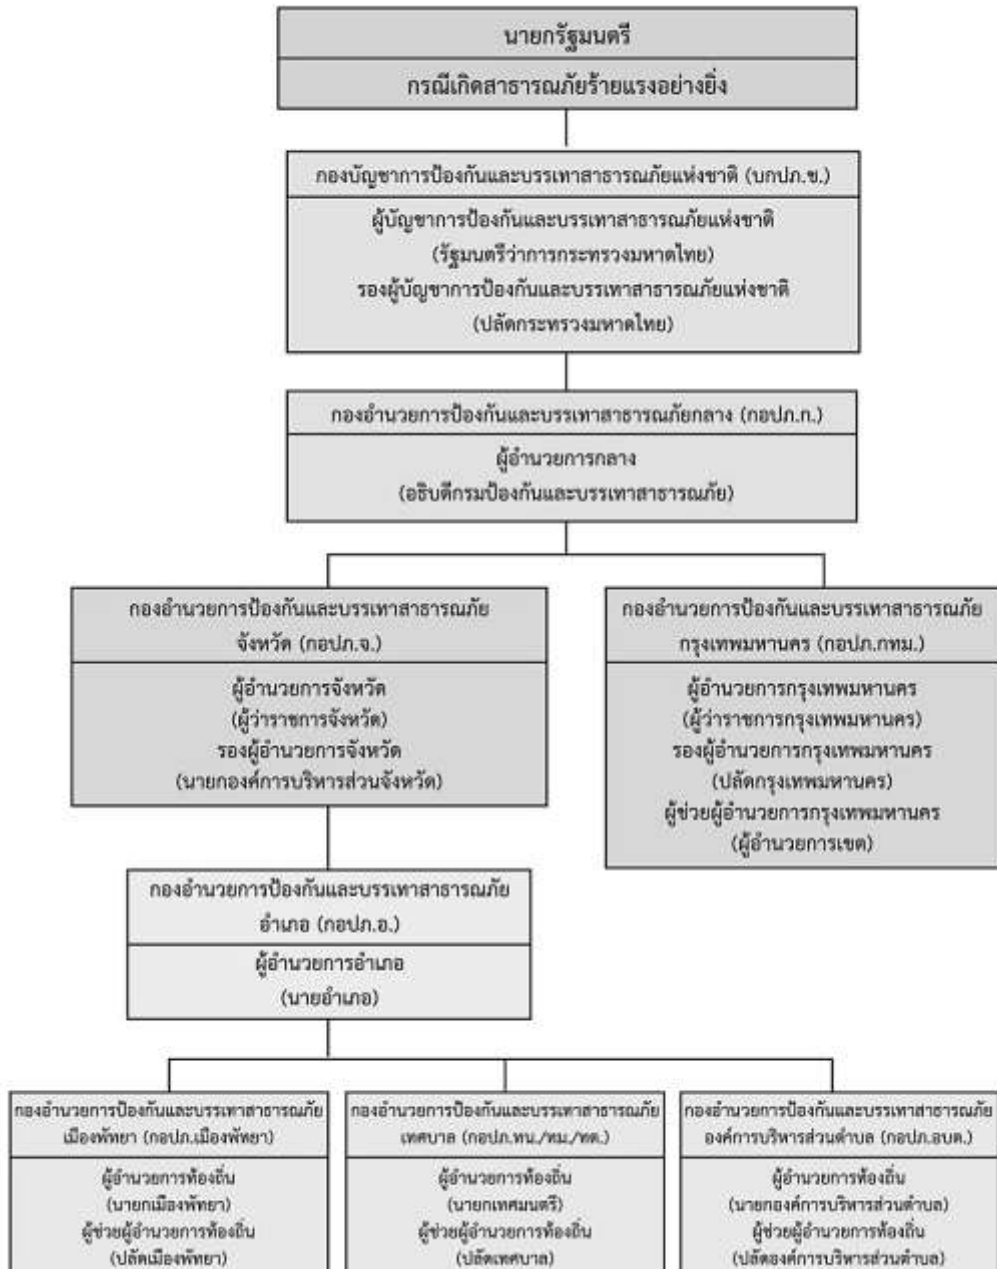 นายกรัฐมนตรี
กรณีเกิดสาธารณภัยร้ายแรงอย่างยิ่ง
กองบัญชาการป้องกันและบรรเทาสาธารณภัยแห่งชาติ (บกปภ.ช.)
ผู้บัญชาการป้องกันและบรรเทาสาธารณภัยแห่งชาติ
(รัฐมนตรีว่าการกระทรวงมหาดไทย)
รองผู้บัญชาการป้องกันและบรรเทาสาธารณภัยแห่งชาติ
(ปลัดกระทรวงมหาดไทย)
กองอำนวยการป้องกันและบรรเทาสาธารณภัยกลาง (กอปภ.ก.)
ผู้อำนวยการกลาง
(อธิบดีกรมป้องกันและบรรเทาสาธารณภัย)
กองอำนวยการป้องกันและบรรเทาสาธารณภัย
จังหวัด (กอปภ.จ.)
ผู้อำนวยการจังหวัด
(ผู้ว่าราชการจังหวัด)
รองผู้อำนวยการจังหวัด
(นายกองค์การบริหารส่วนจังหวัด)
กองอำนวยการป้องกันและบรรเทาสาธารณภัย
กรุงเทพมหานคร (กอปภ.กทม.)
ผู้อำนวยการกรุงเทพมหานคร
(ผู้ว่าราชการกรุงเทพมหานคร)
รองผู้อำนวยการกรุงเทพมหานคร
(ปลัดกรุงเทพมหานคร)
ผู้ช่วยผู้อำนวยการกรุงเทพมหานคร
(ผู้อำนวยการเขต)
กองอำนวยการป้องกันและบรรเทาสาธารณภัย
อำเภอ (กอปภ.อ.)
ผู้อำนวยการอำเภอ
(นายอำเภอ)
กองอำนวยการป้องกันและบรรเทาสาธารณภัย
เมืองพัทยา (กอปภ.เมืองพัทยา)
ผู้อำนวยการท้องถิ่น
(นายกเมืองพัทยา)
ผู้ช่วยผู้อำนวยการท้องถิ่น
(ปลัดเมืองพัทยา)
กองอำนวยการป้องกันและบรรเทาสาธารณภัย
เทศบาล (กอปภ.ทน./ทม./ทต.)
ผู้อำนวยการท้องถิ่น
(นายกเทศมนตรี)
ผู้ช่วยผู้อำนวยการท้องถิ่น
(ปลัดเทศบาล)
กองอำนวยการป้องกันและบรรเทาสาธารณภัย
องค์การบริหารส่วนตำบล (กอปภ.อบต.)
ผู้อำนวยการท้องถิ่น
(นายกองค์การบริหารส่วนตำบล)
ผู้ช่วยผู้อำนวยการท้องถิ่น
(ปลัดองค์การบริหารส่วนตำบล)